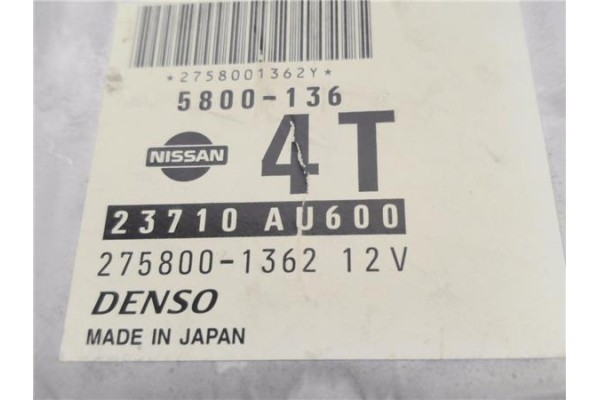 *2758001362Y*
5800-136
NISSAN
4T
23710 AU600
275800-1362 12V
DENSO
MADE IN JAPAN